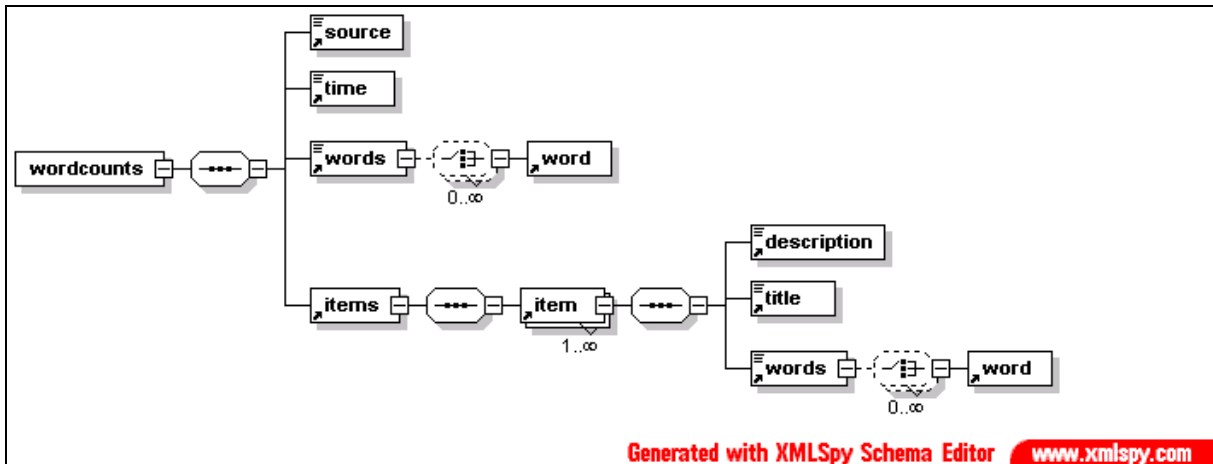 source
time
wordcounts
words
word
0..∞
description
items
item
title
1..∞
words
word
0..∞
Generated with XMLSpy Schema Editor www.xmlspy.com